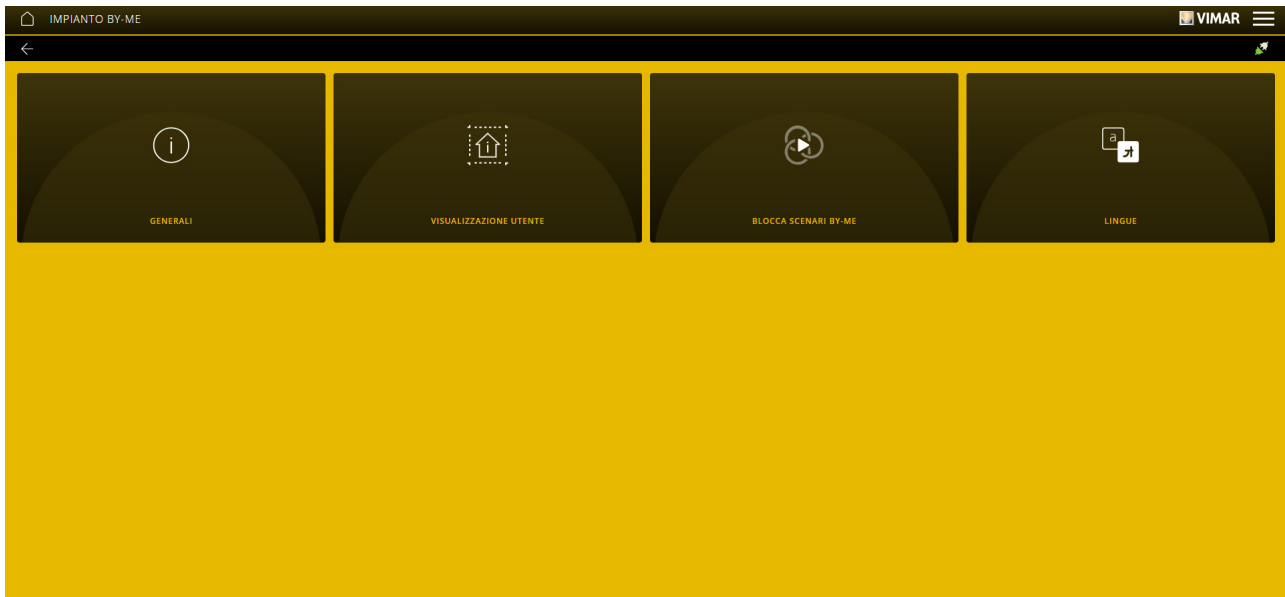 IMPIANTO BY-ME
VIMAR
GENERALI
VISUALIZZAZIONE UTENTE
BLOCCA SCENARI BY-ME
LINGUE